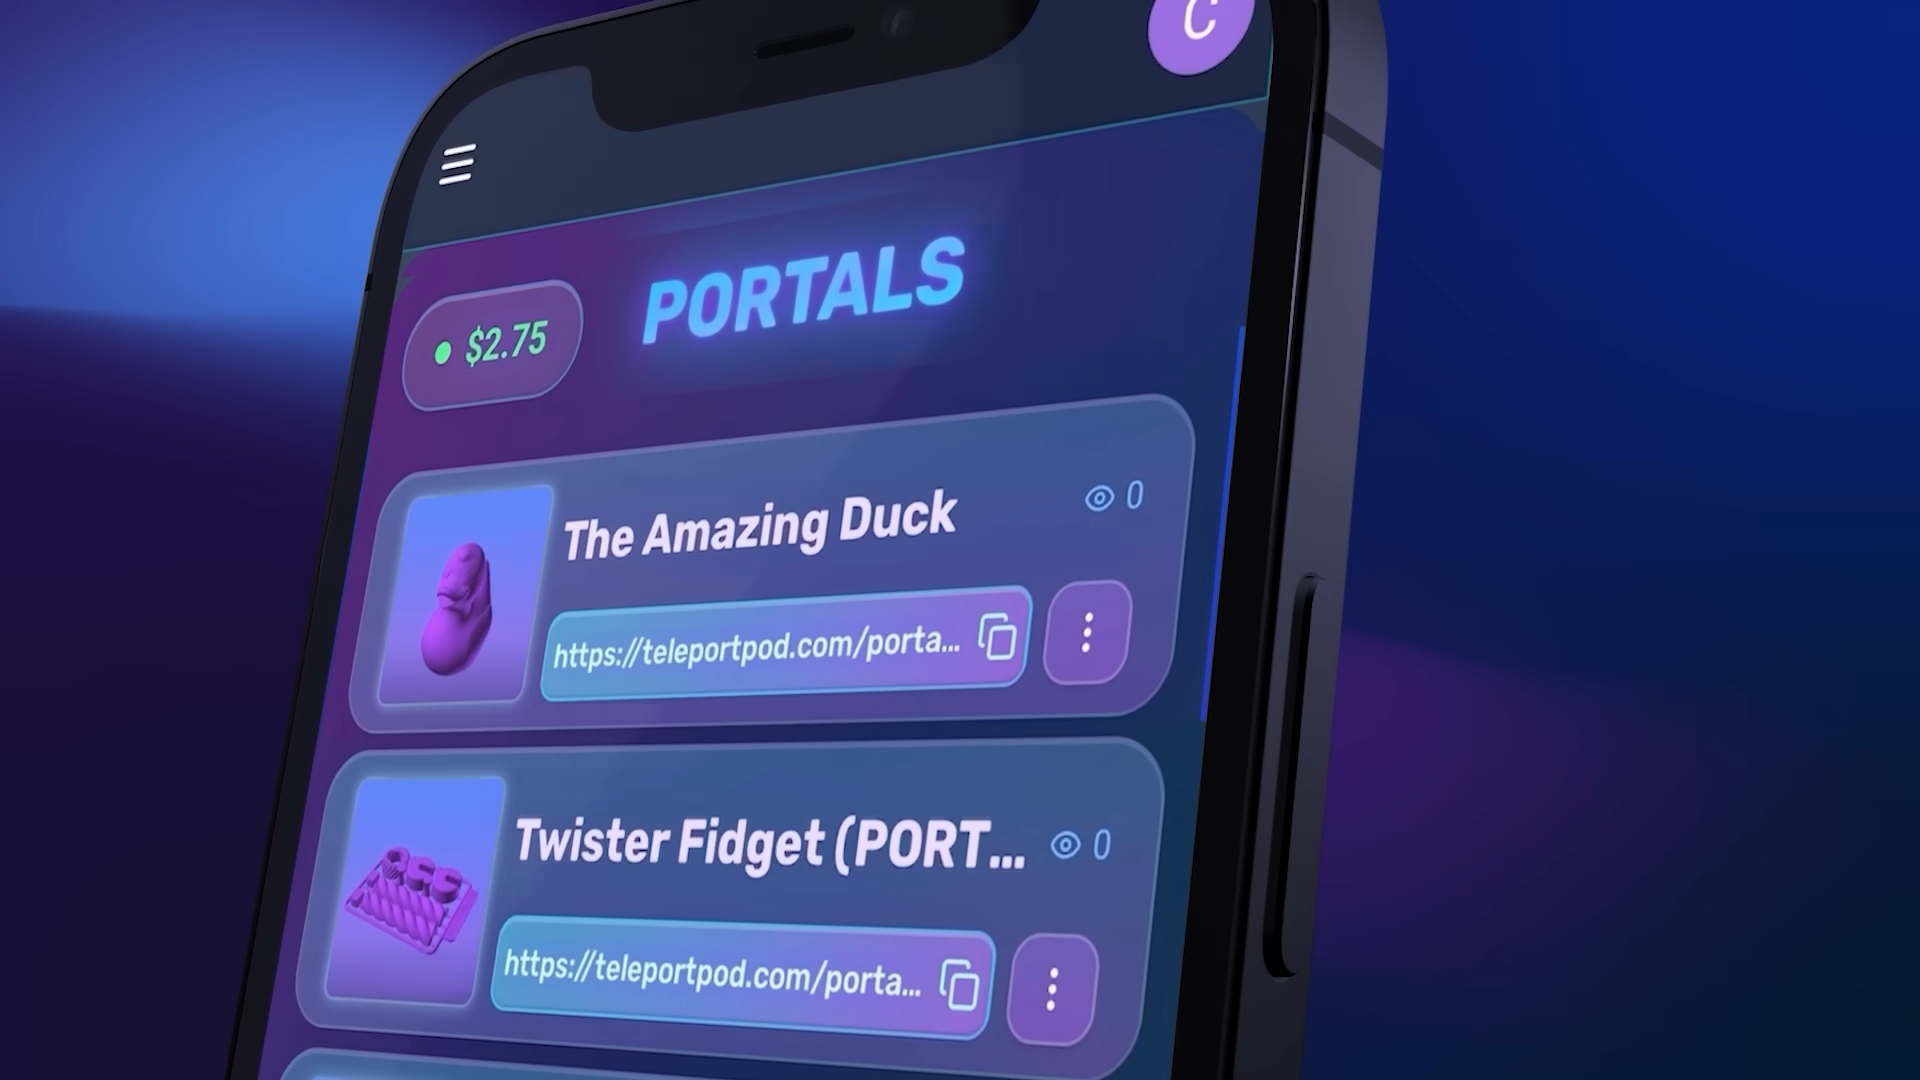 C
PORTALS
$2.75
The Amazing Duck
0
https://teleportpod.com/porta...
Twister Fidget (PORT...
0
https://teleportpod.com/porta...